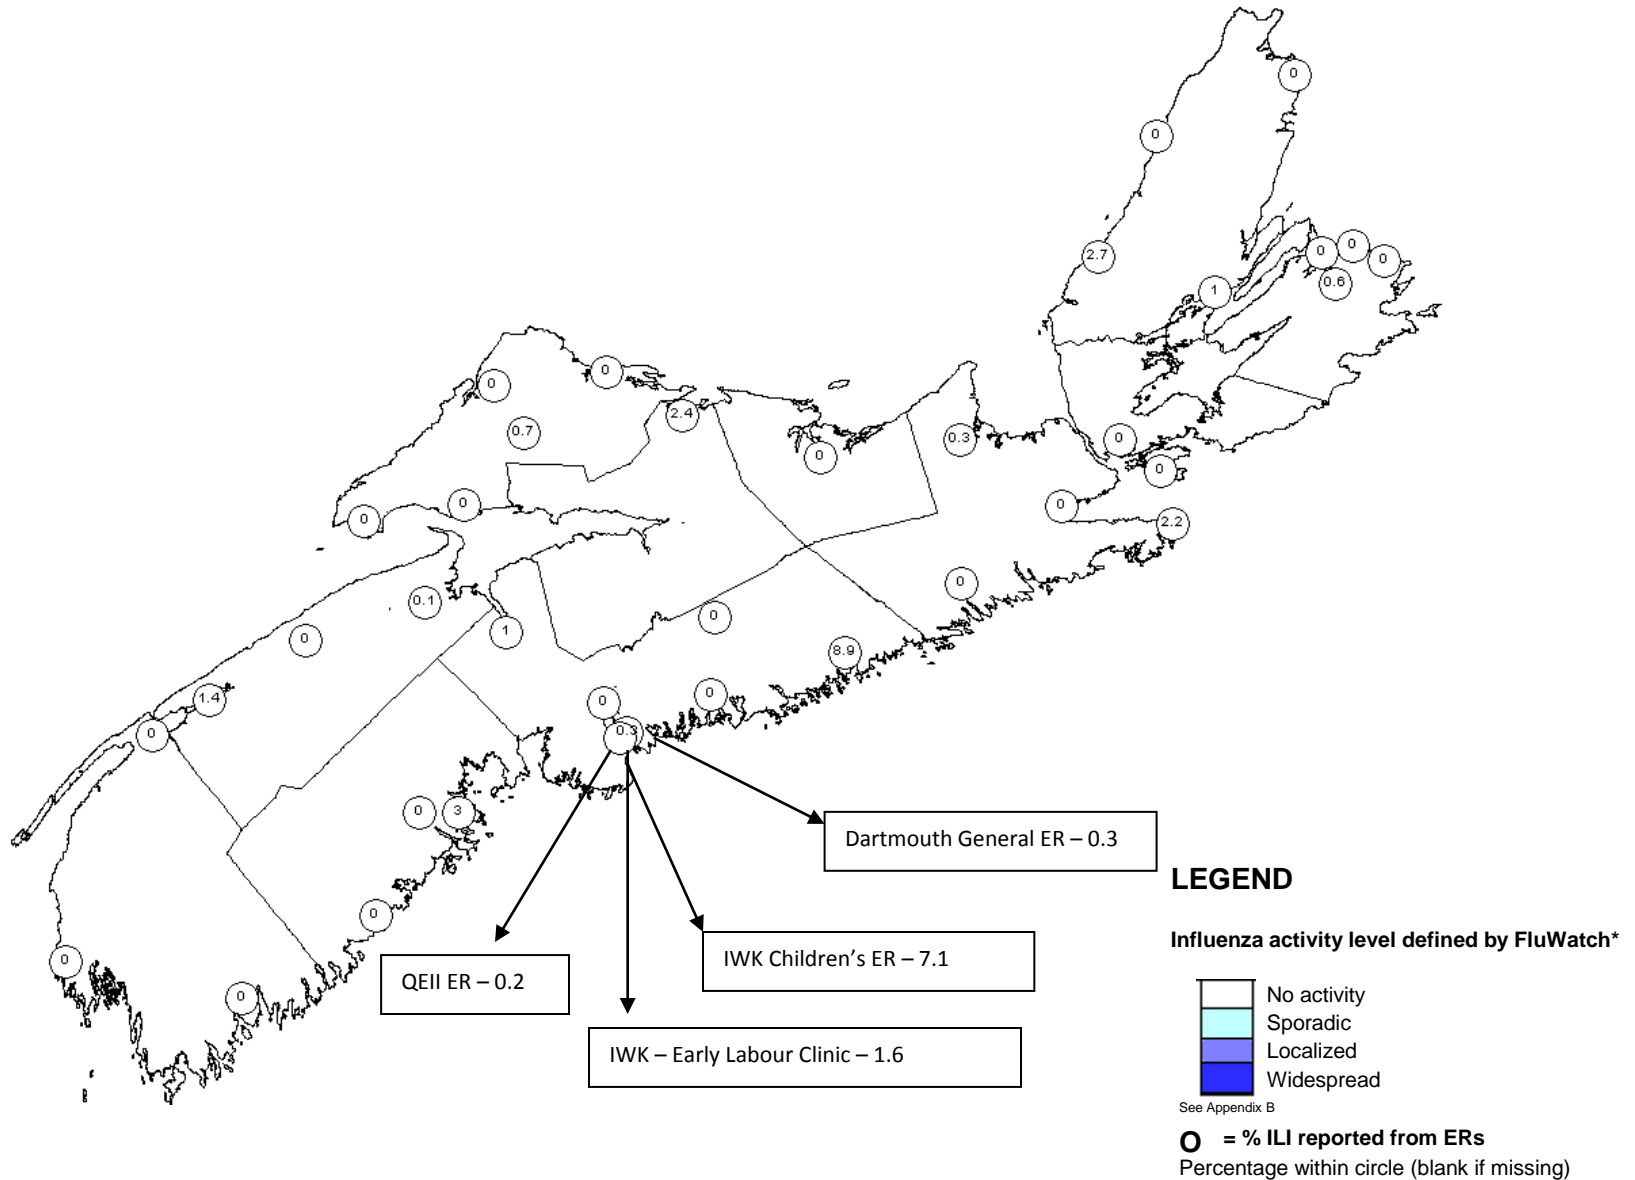 0
0
2.7
0
0
0
1
0.6
0
0
2.4
0.7
0
0.3
0
0
0
0
0
2.2
0
0.1
0
1
0
8.9
0
1.4
0
0
0
0.3
0
3
0
0
0
Dartmouth General ER – 0.3
IWK Children's ER – 7.1
QEII ER – 0.2
IWK – Early Labour Clinic – 1.6
LEGEND
Influenza activity level defined by FluWatch*
No activity
Sporadic
Localized
Widespread
See Appendix B
O = % ILI reported from ERs
Percentage within circle (blank if missing)